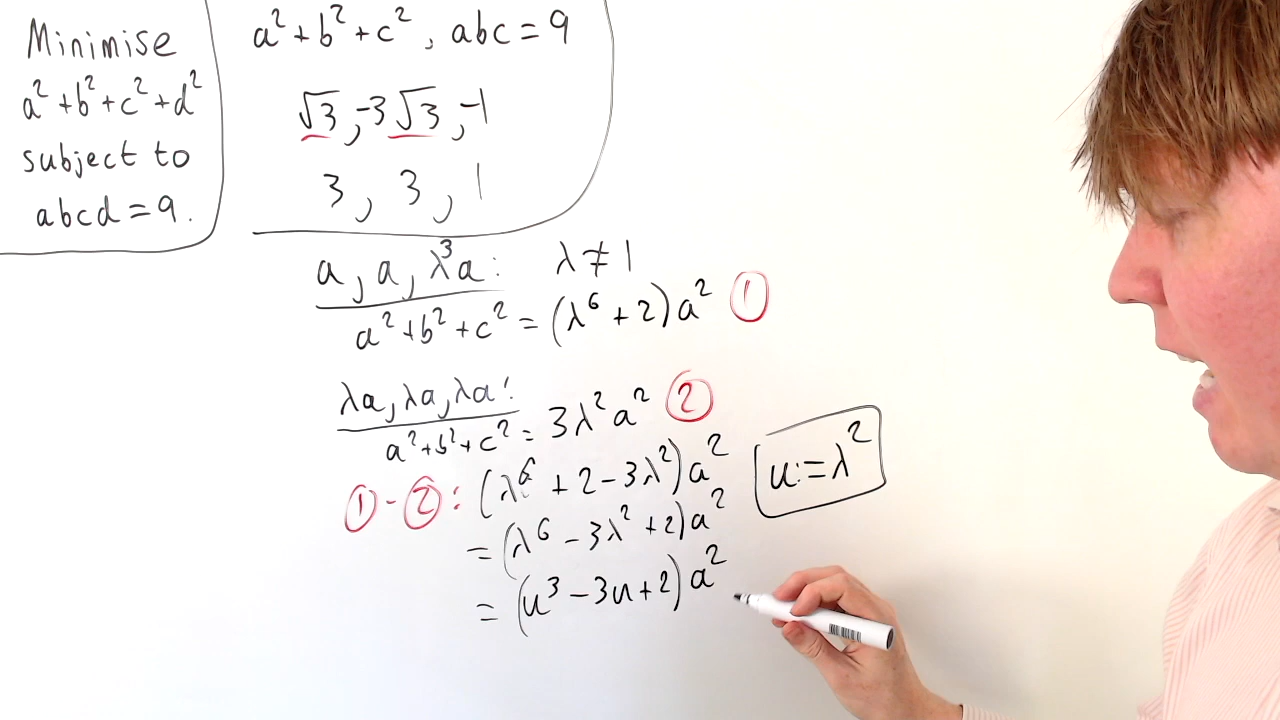 Minimise
a² + b² + c² + d²
subject to
abcd = 9.
a² + b² + c² , abc = 9
√3 , -3√3 , -1
3 , 3 , 1
a, a, λ³a : λ ≠ 1
a² + b² + c² = (λ⁶ + 2)a² ①
λa, λa, λa :
a² + b² + c² = 3λ²a² ②
① - ② : (λ⁶ + 2 - 3λ²)a²
= (λ⁶ - 3λ² + 2)a²
= (u³ - 3u + 2)a²
u := λ²